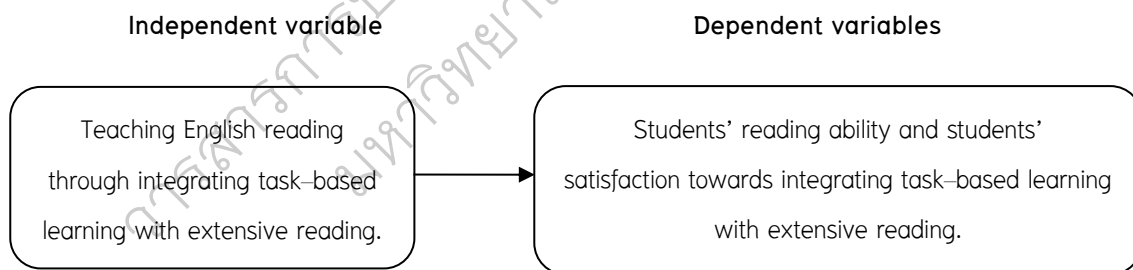 Independent variable
Dependent variables
Teaching English reading
through integrating task–based
learning with extensive reading.
Students’ reading ability and students’
satisfaction towards integrating task–based learning
with extensive reading.